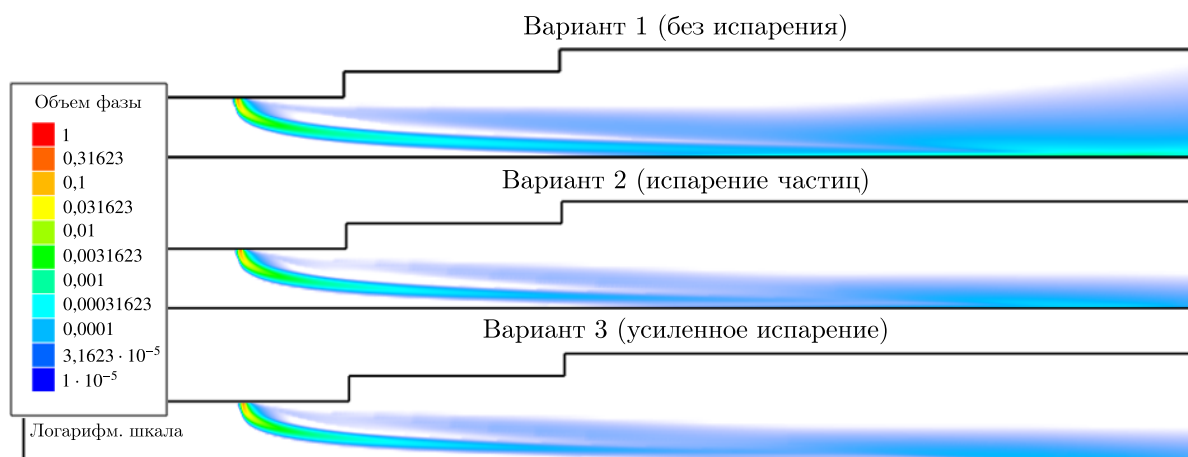 Вариант 1 (без испарения)
Объем фазы
1
0,31623
0,1
0,031623
0,01
0,0031623
0,001
0,00031623
0,0001
3,1623 · 10⁻⁵
1 · 10⁻⁵
Логарифм. шкала
Вариант 2 (испарение частиц)
Вариант 3 (усиленное испарение)